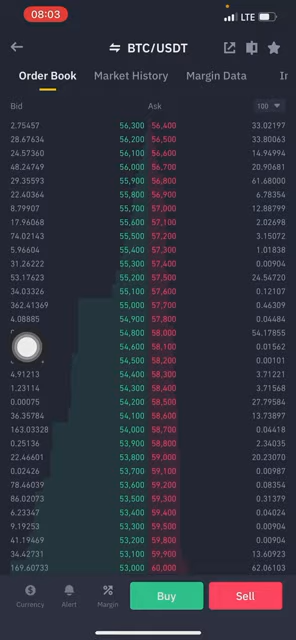 08:03 LTE
BTC/USDT
Order Book Market History Margin Data
Bid Ask 100
2.75457 56,300 56,400 33.02197
28.67634 56,200 56,500 33.80063
24.57360 56,100 56,600 14.94994
48.24749 56,000 56,700 20.90681
29.35593 55,900 56,800 61.68000
22.40364 55,800 56,900 6.78354
8.79907 55,700 57,000 12.88799
17.96068 55,600 57,100 2.02698
74.02143 55,500 57,200 3.15072
5.96604 55,400 57,300 1.01838
31.26222 55,300 57,400 0.00904
53.17623 55,200 57,500 24.54720
34.03326 55,100 57,600 0.12107
362.41369 55,000 57,700 0.46309
4.08885 54,900 57,800 0.04484
54,800 58,000 54.17855
54,600 58,100 0.01562
54,500 58,200 0.00101
4.91213 54,400 58,300 3.71221
1.23114 54,300 58,400 3.71568
0.00075 54,200 58,500 27.79584
36.35784 54,100 58,600 13.73897
163.03328 54,000 58,700 0.04418
0.25136 53,900 58,800 2.34035
22.46601 53,800 59,000 20.23070
0.02426 53,700 59,100 0.00987
78.46039 53,600 59,200 0.08354
86.02073 53,500 59,300 0.31379
6.23347 53,400 59,400 0.04024
9.19253 53,300 59,500 0.00904
41.19469 53,200 59,800 0.02780
34.42731 53,100 59,900 13.60923
169.60733 53,000 60,000 62.06103
Currency Alert Margin Buy Sell